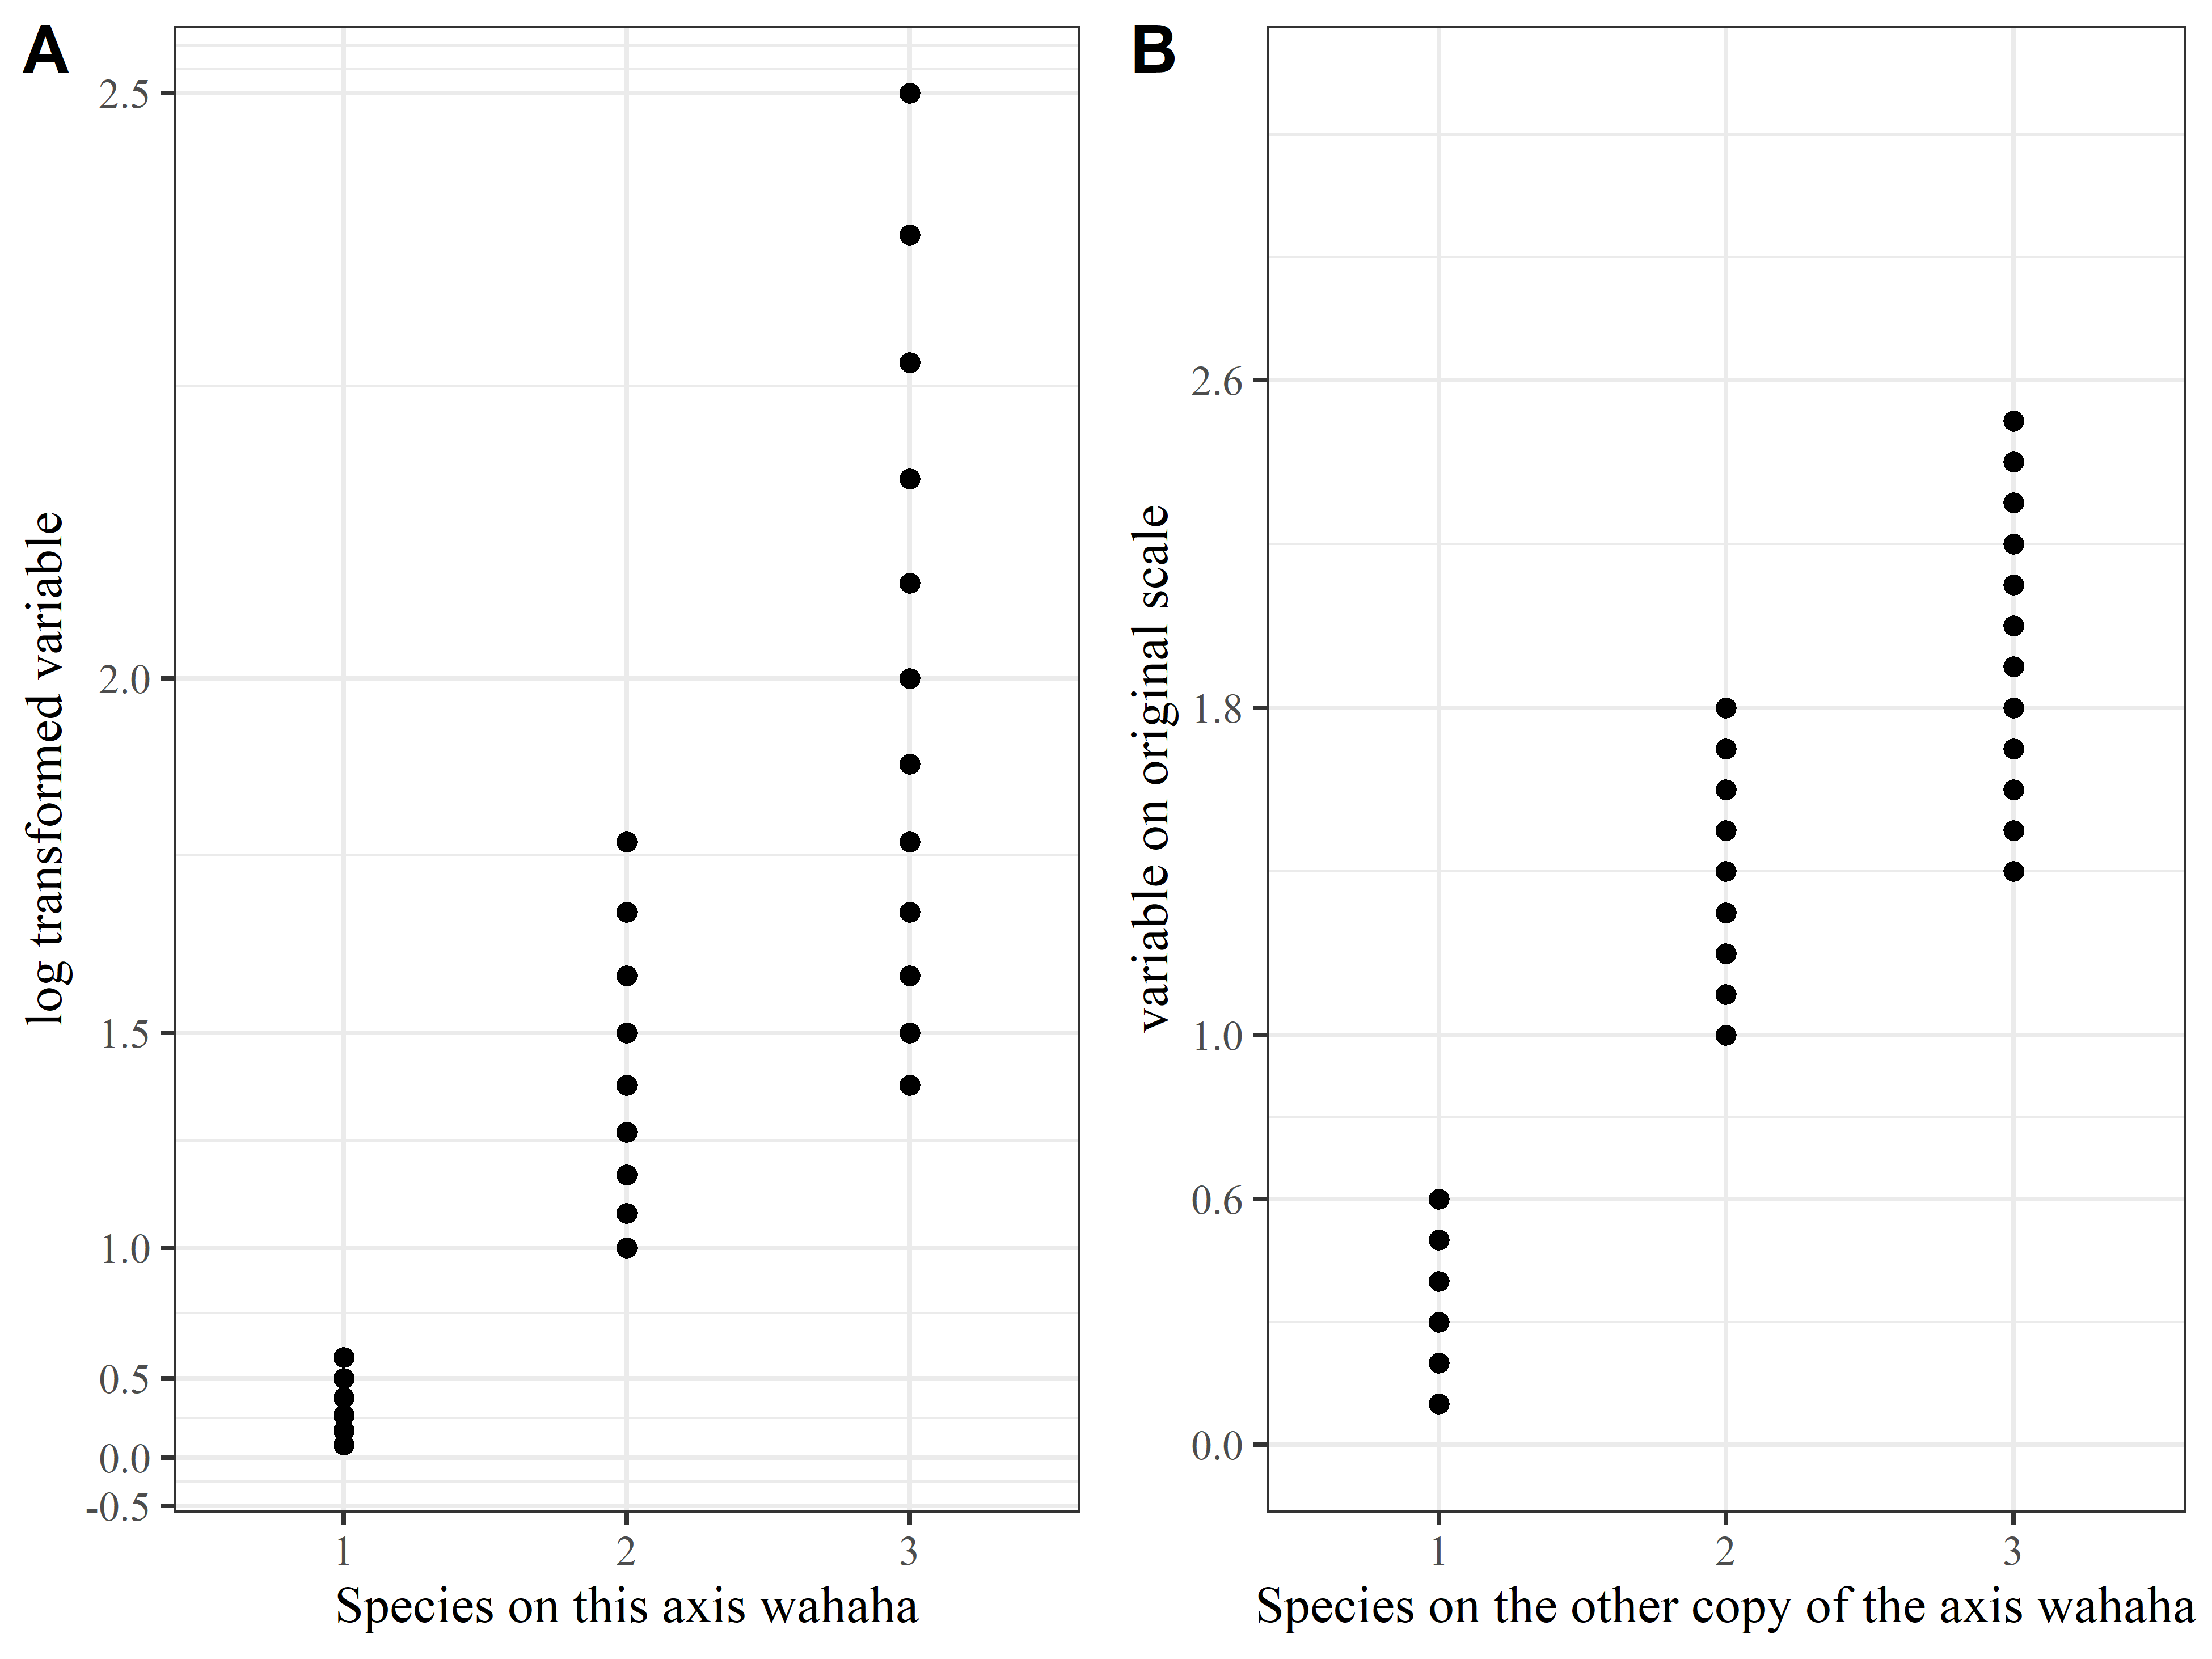 A
2.5
2.0
1.5
1.0
0.5
0.0
-0.5
log transformed variable
1 2 3
Species on this axis wahaha
B
2.6
1.8
1.0
0.6
0.0
variable on original scale
1 2 3
Species on the other copy of the axis wahaha